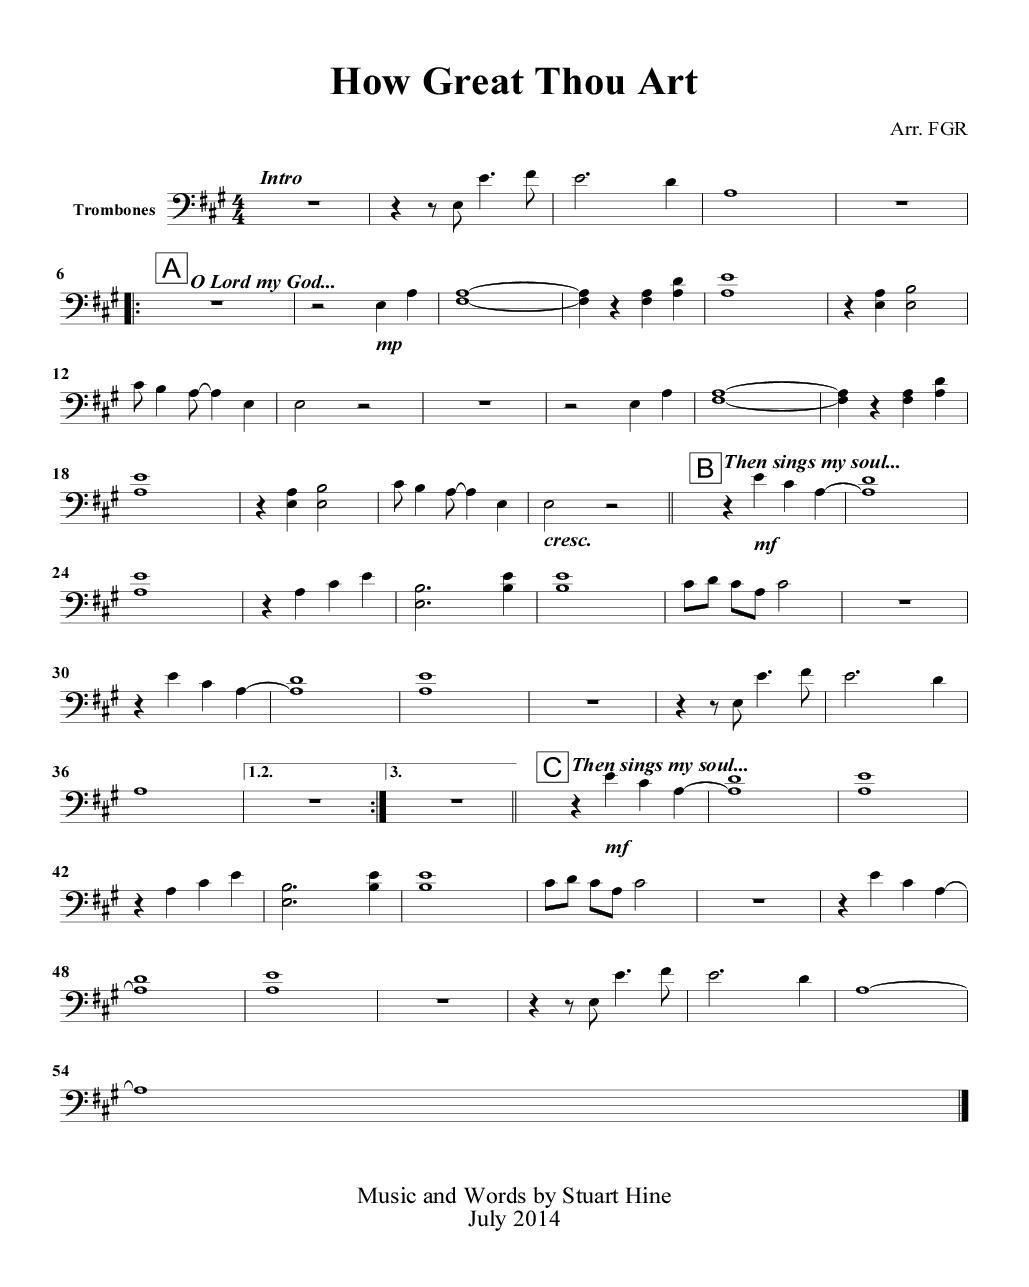 How Great Thou Art
Arr. FGR
Intro
Trombones
4/4
6
A
O Lord my God...
mp
12
18
B
Then sings my soul...
cresc.
mf
24
30
36
1.2.
3.
C
Then sings my soul...
mf
42
48
54
Music and Words by Stuart Hine
July 2014